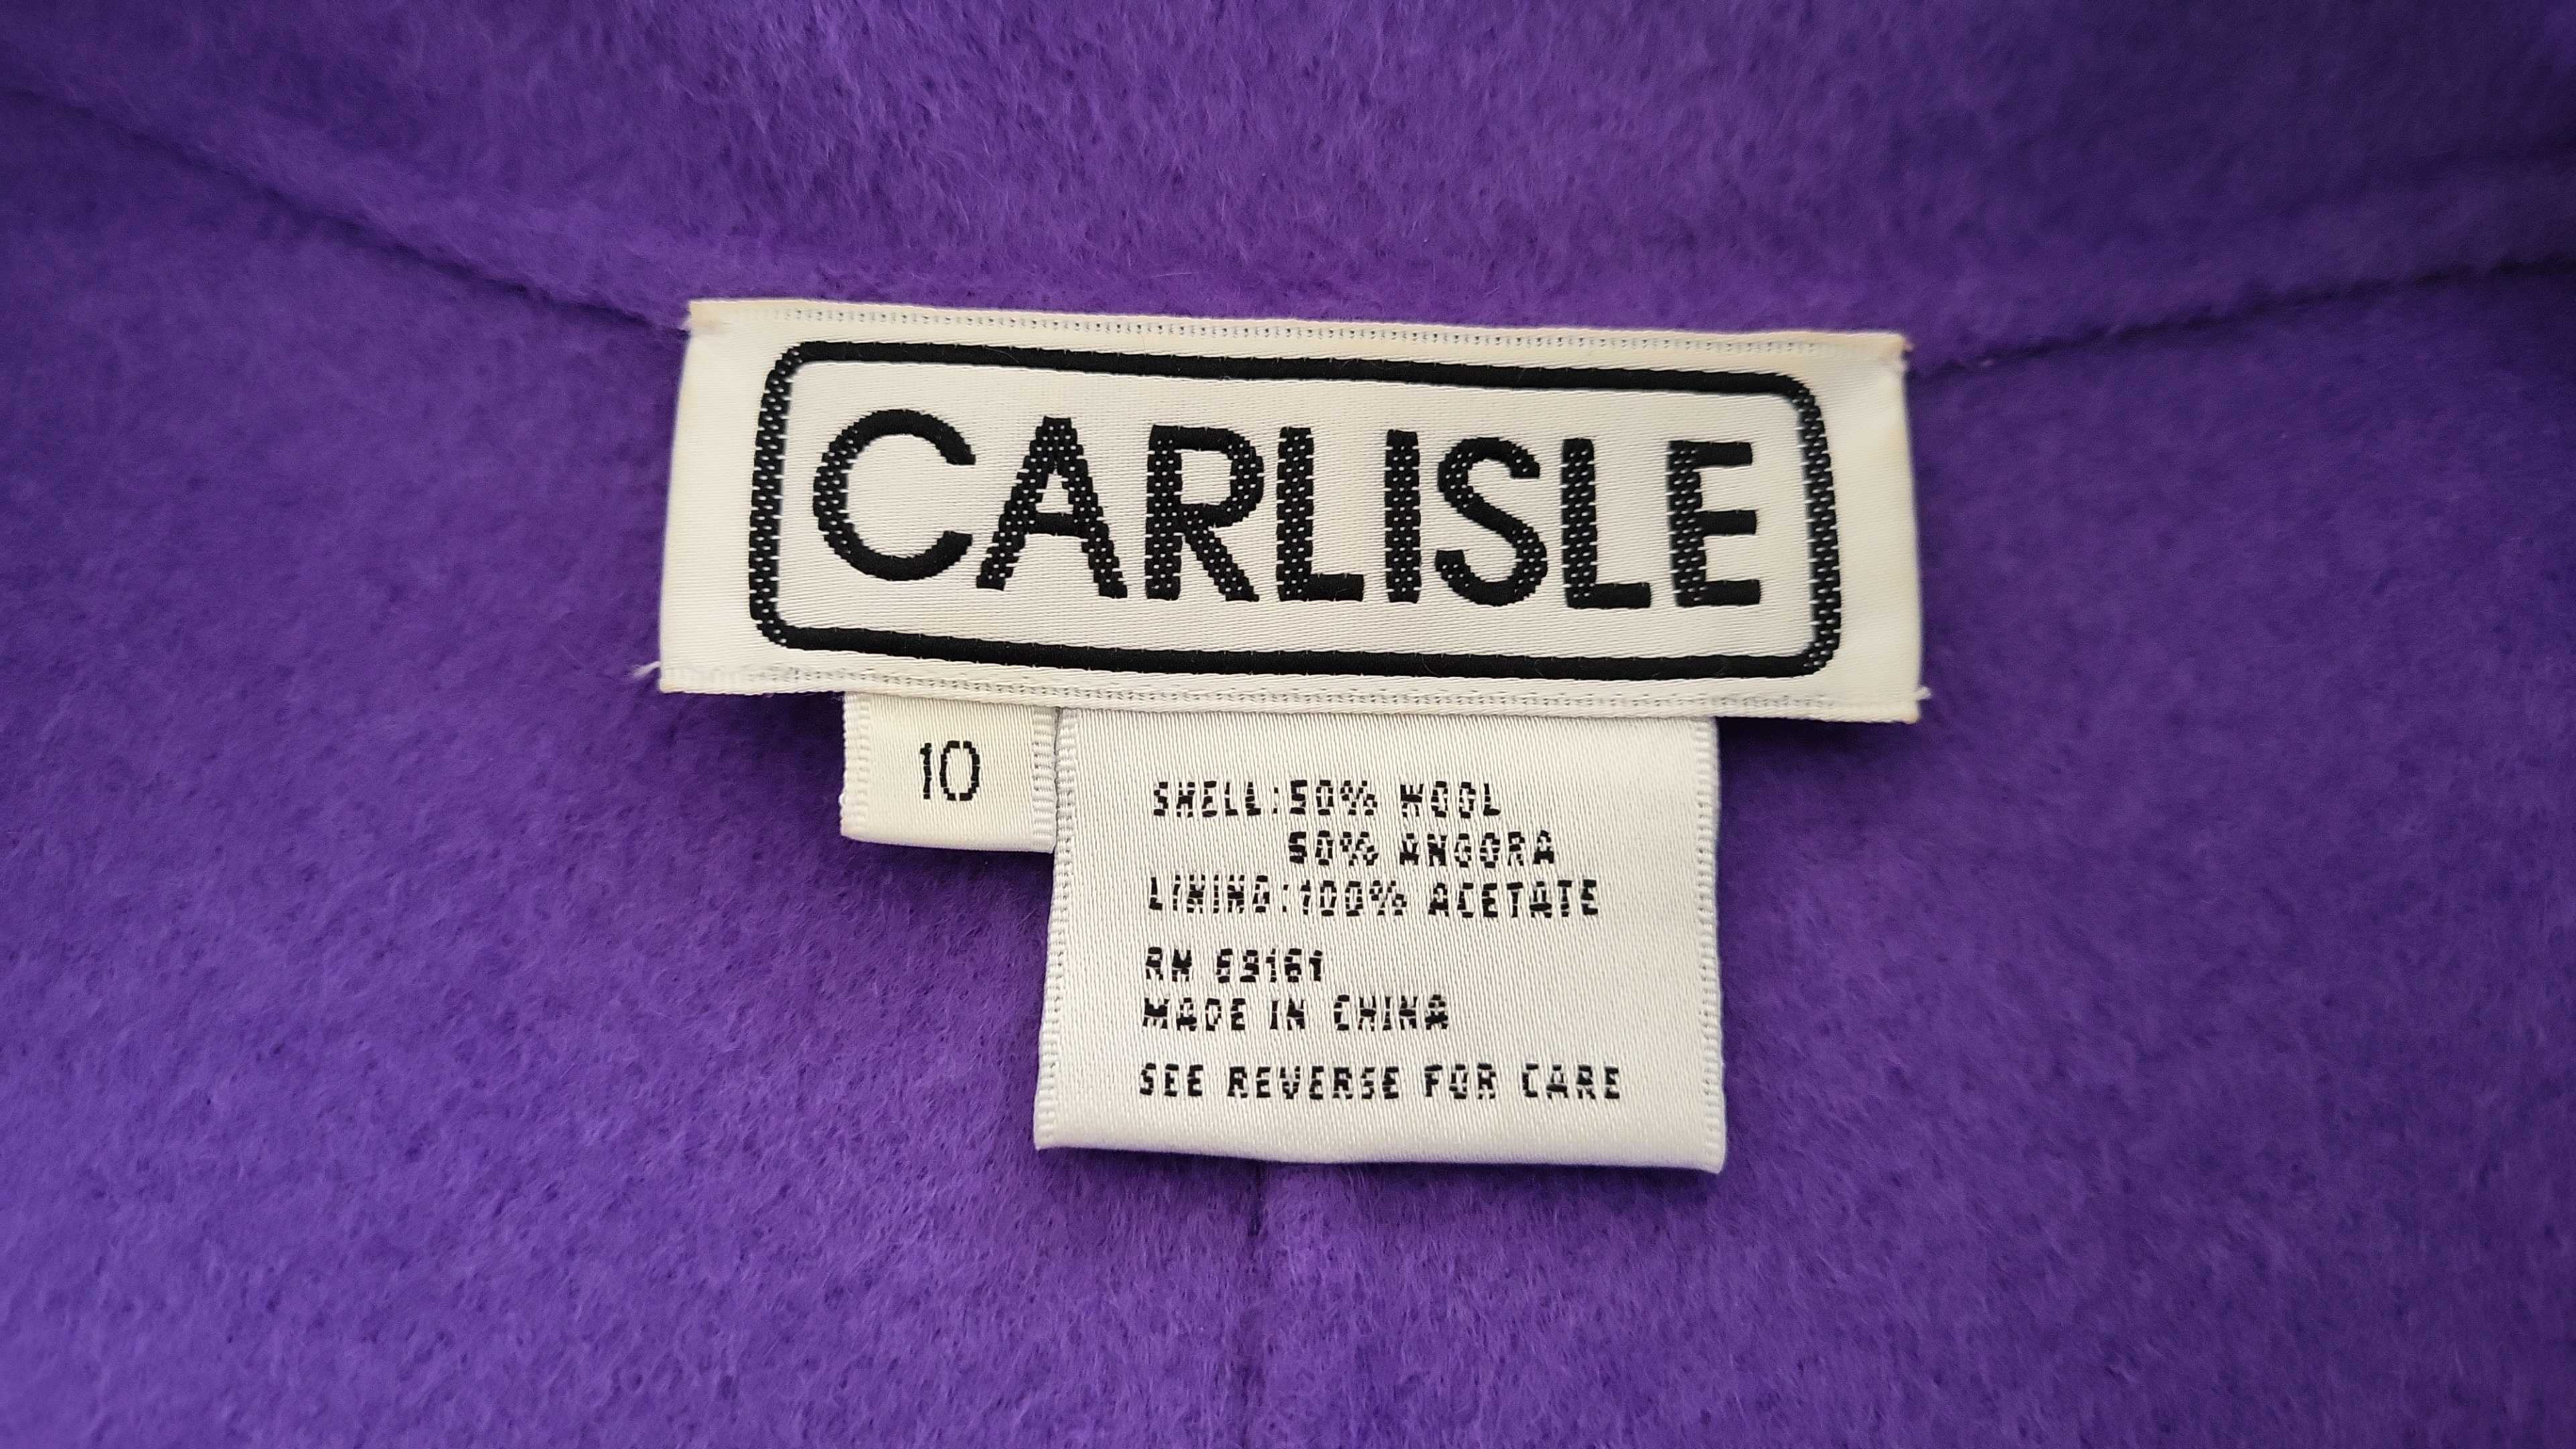 CARLISLE
10
SHELL:50% WOOL
50% ANGORA
LINING:100% ACETATE
RN 69161
MADE IN CHINA
SEE REVERSE FOR CARE